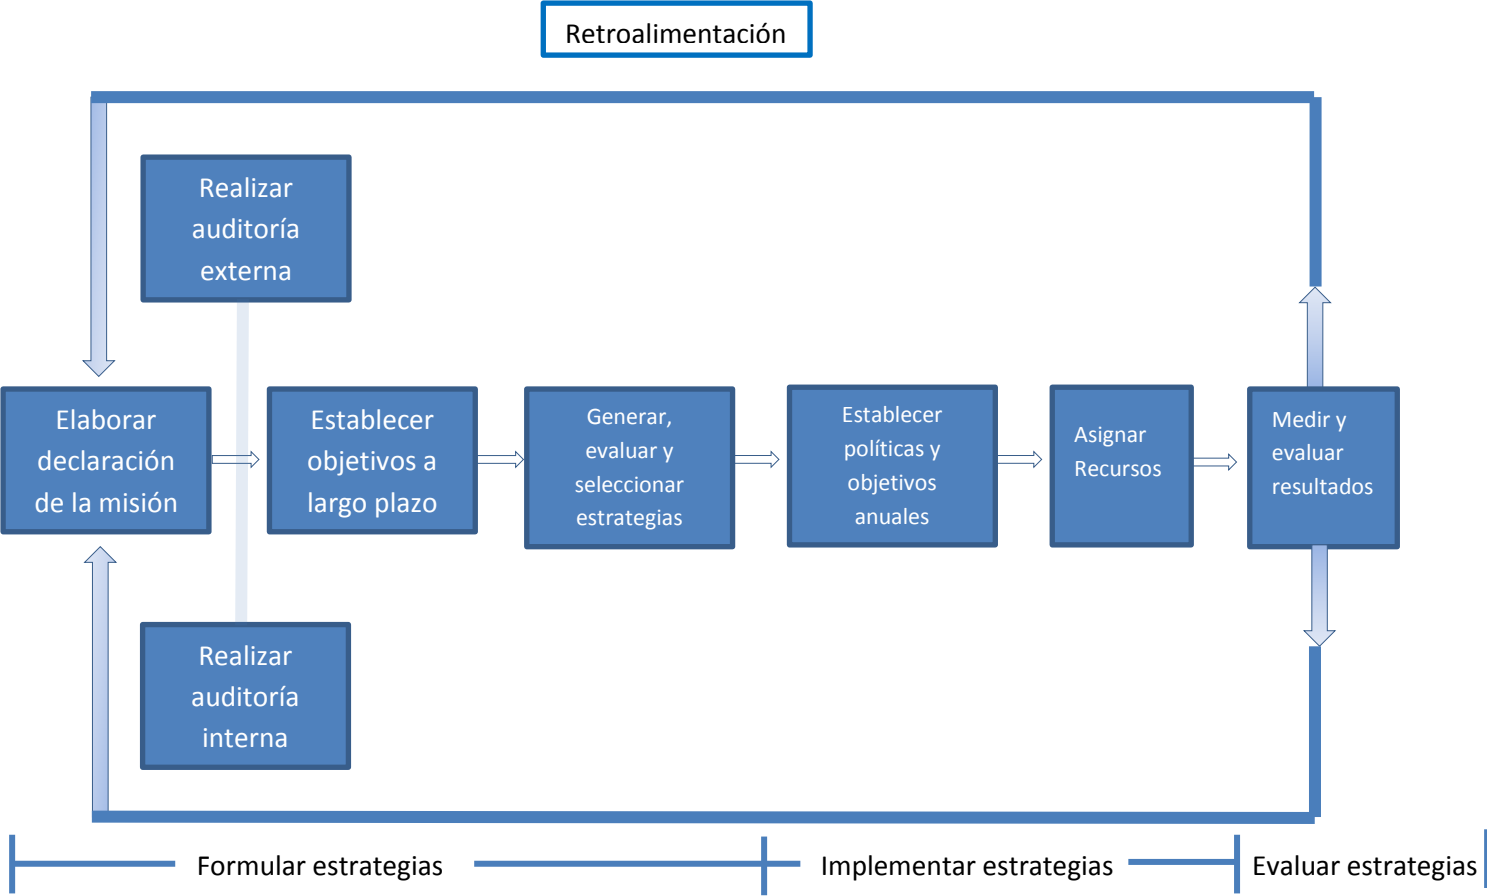 Retroalimentación
Realizar
auditoría
externa
Elaborar
declaración
de la misión
Establecer
objetivos a
largo plazo
Generar,
evaluar y
seleccionar
estrategias
Establecer
políticas y
objetivos
anuales
Asignar
Recursos
Medir y
evaluar
resultados
Realizar
auditoría
interna
Formular estrategias
Implementar estrategias
Evaluar estrategias